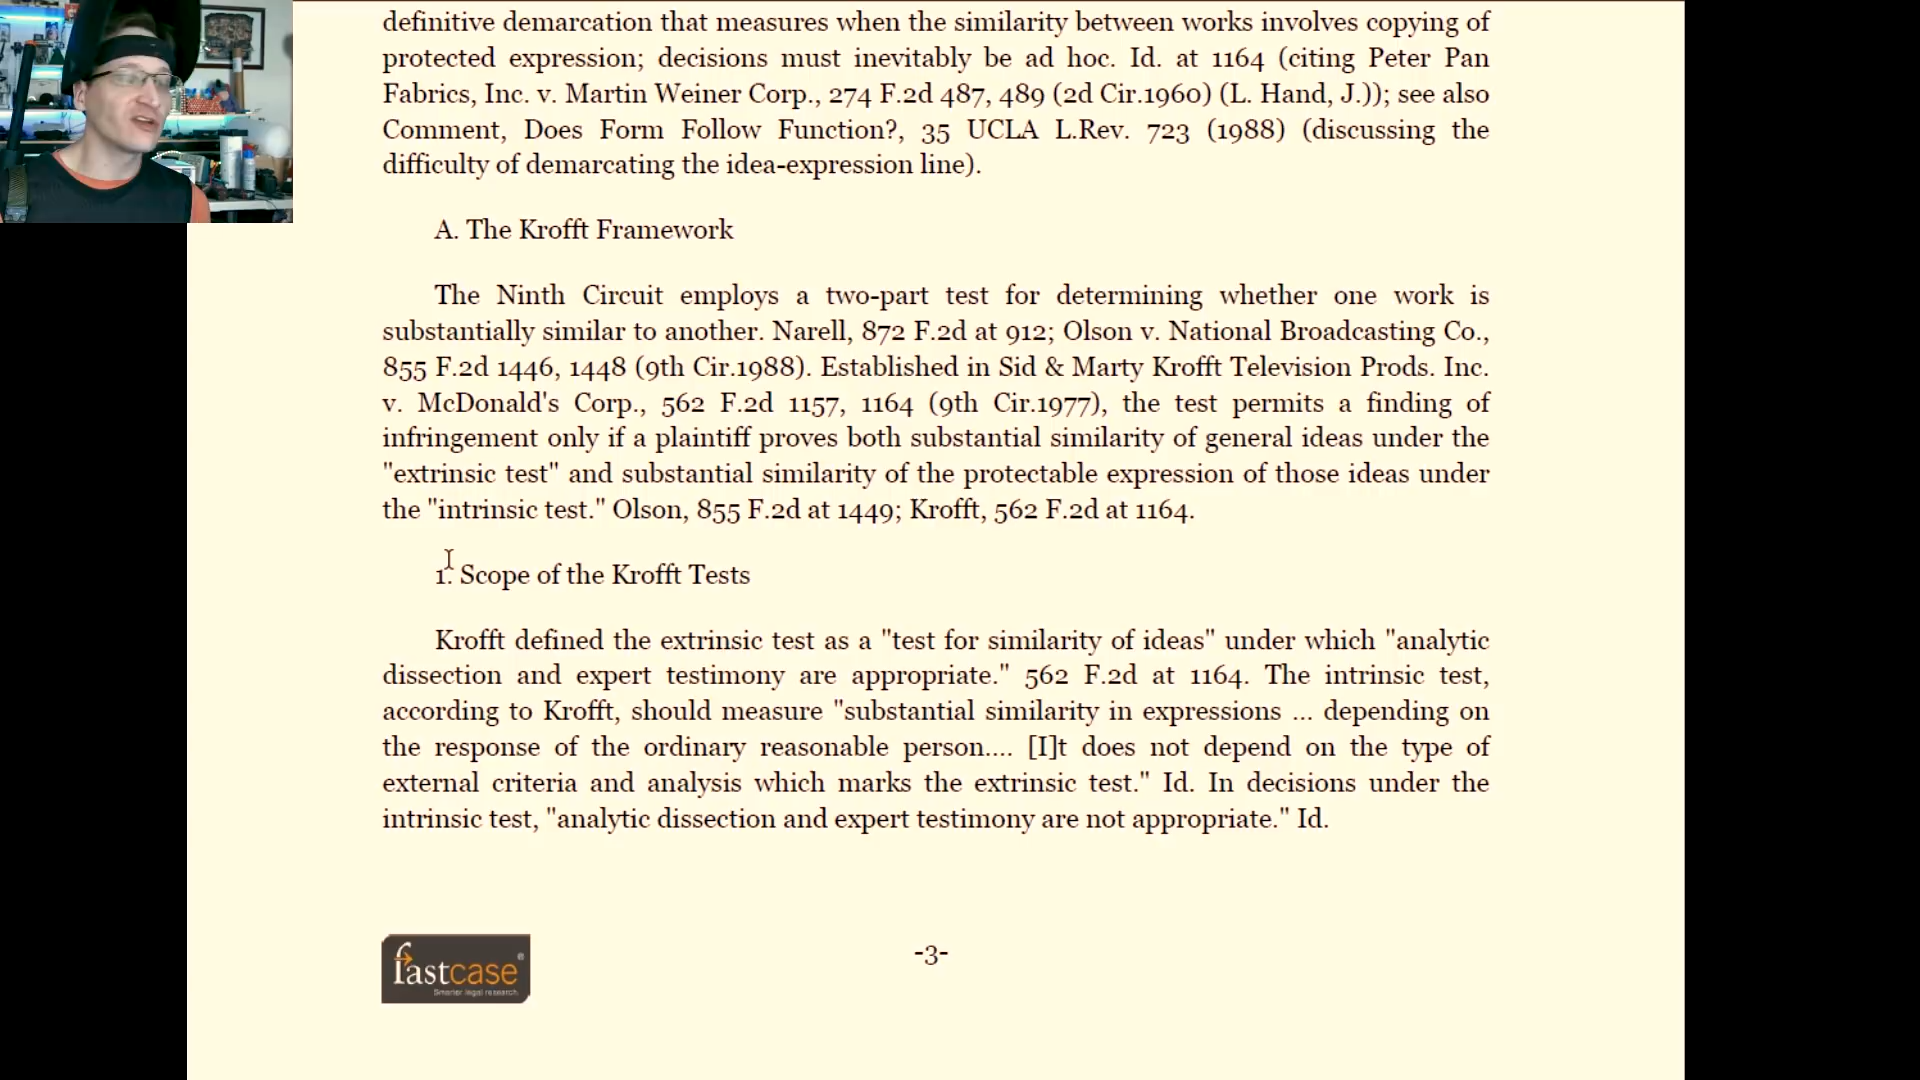 definitive demarcation that measures when the similarity between works involves copying of
protected expression; decisions must inevitably be ad hoc. Id. at 1164 (citing Peter Pan
Fabrics, Inc. v. Martin Weiner Corp., 274 F.2d 487, 489 (2d Cir.1960) (L. Hand, J.)); see also
Comment, Does Form Follow Function?, 35 UCLA L.Rev. 723 (1988) (discussing the
difficulty of demarcating the idea-expression line).
A. The Krofft Framework
The Ninth Circuit employs a two-part test for determining whether one work is
substantially similar to another. Narell, 872 F.2d at 912; Olson v. National Broadcasting Co.,
855 F.2d 1446, 1448 (9th Cir.1988). Established in Sid & Marty Krofft Television Prods. Inc.
v. McDonald's Corp., 562 F.2d 1157, 1164 (9th Cir.1977), the test permits a finding of
infringement only if a plaintiff proves both substantial similarity of general ideas under the
"extrinsic test" and substantial similarity of the protectable expression of those ideas under
the "intrinsic test." Olson, 855 F.2d at 1449; Krofft, 562 F.2d at 1164.
1. Scope of the Krofft Tests
Krofft defined the extrinsic test as a "test for similarity of ideas" under which "analytic
dissection and expert testimony are appropriate." 562 F.2d at 1164. The intrinsic test,
according to Krofft, should measure "substantial similarity in expressions ... depending on
the response of the ordinary reasonable person.... [I]t does not depend on the type of
external criteria and analysis which marks the extrinsic test." Id. In decisions under the
intrinsic test, "analytic dissection and expert testimony are not appropriate." Id.
fastcase®
Smarter legal research.
-3-